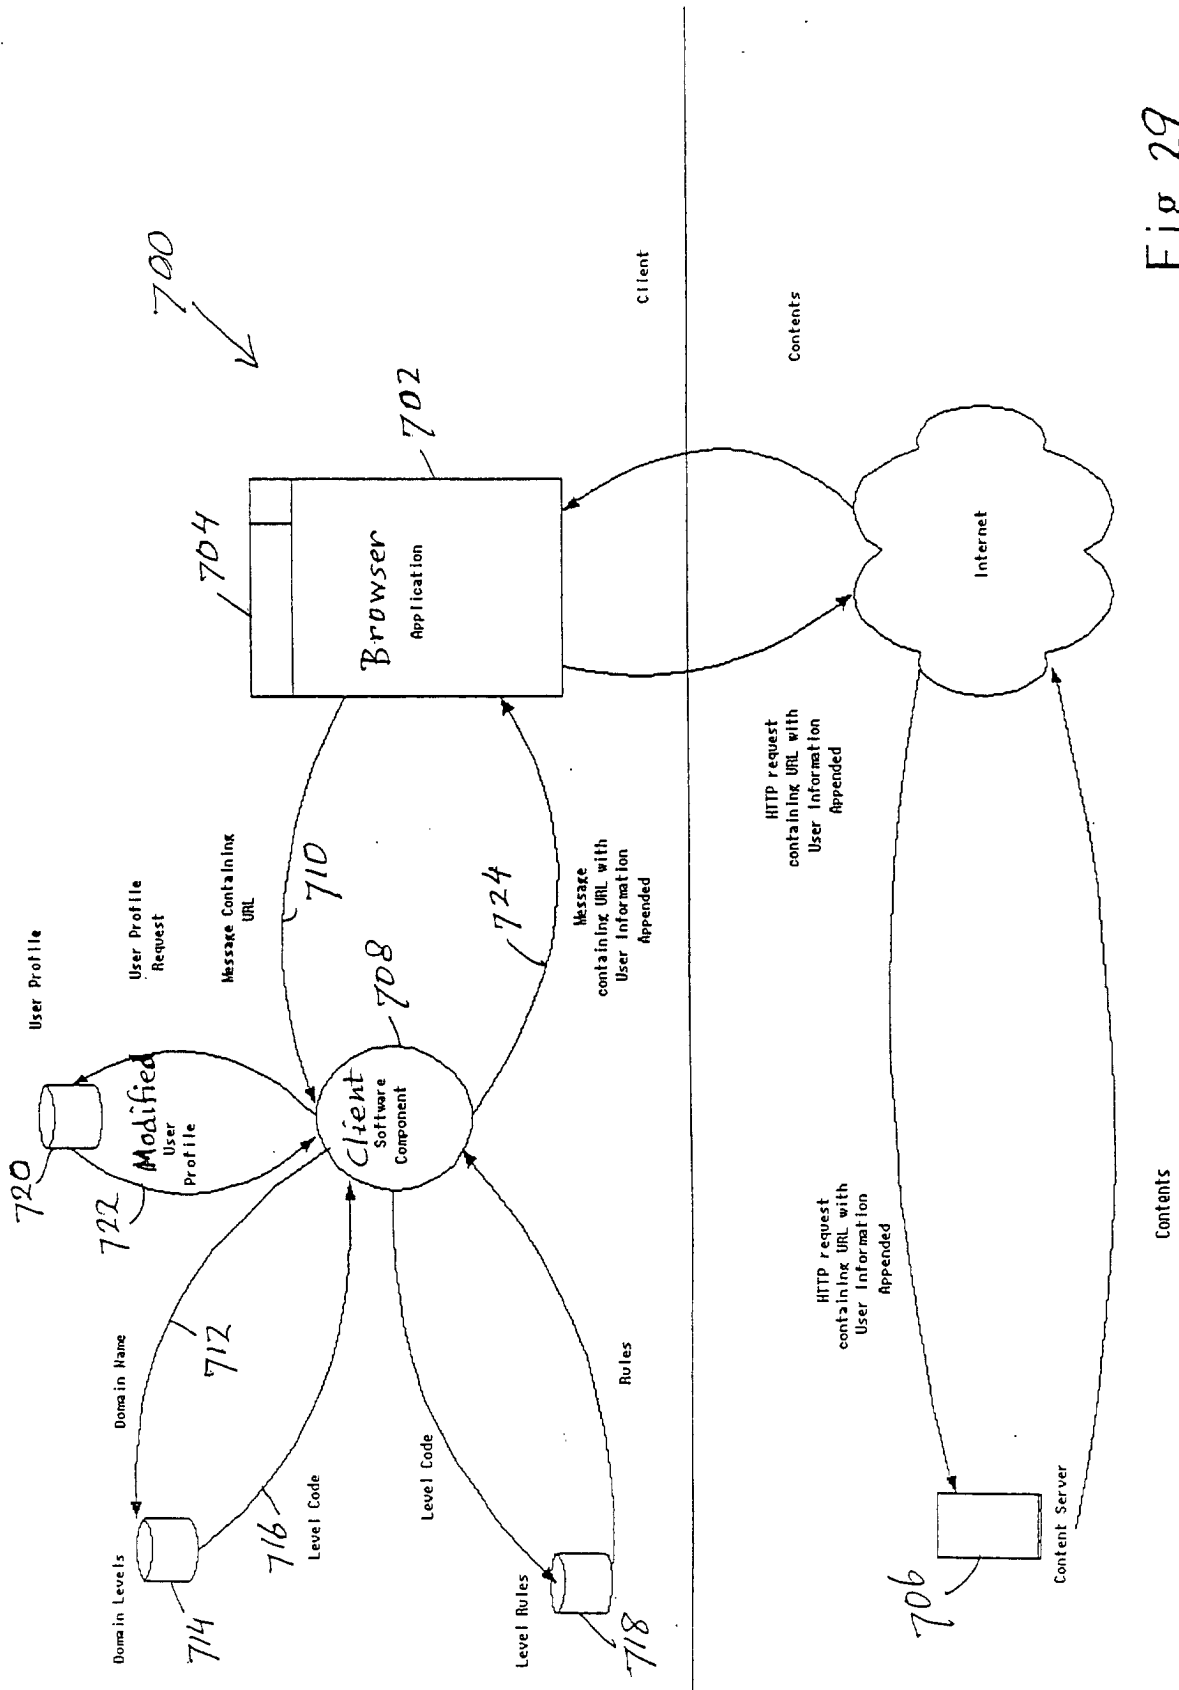 User Profile
720
722
Modified
User
Profile
User Profile
Request
Message Containing
URL
710
704
700
702
Browser
Application
Client
Domain Levels
714
Domain Name
712
716
Level Code
Client
Software
Component
708
724
Message
containing URL with
User Information
Appended
Level Code
Level Rules
718
Rules
HTTP request
containing URL with
User Information
Appended
Contents
Internet
HTTP request
containing URL with
User Information
Appended
706
Content Server
Contents
Fig 29